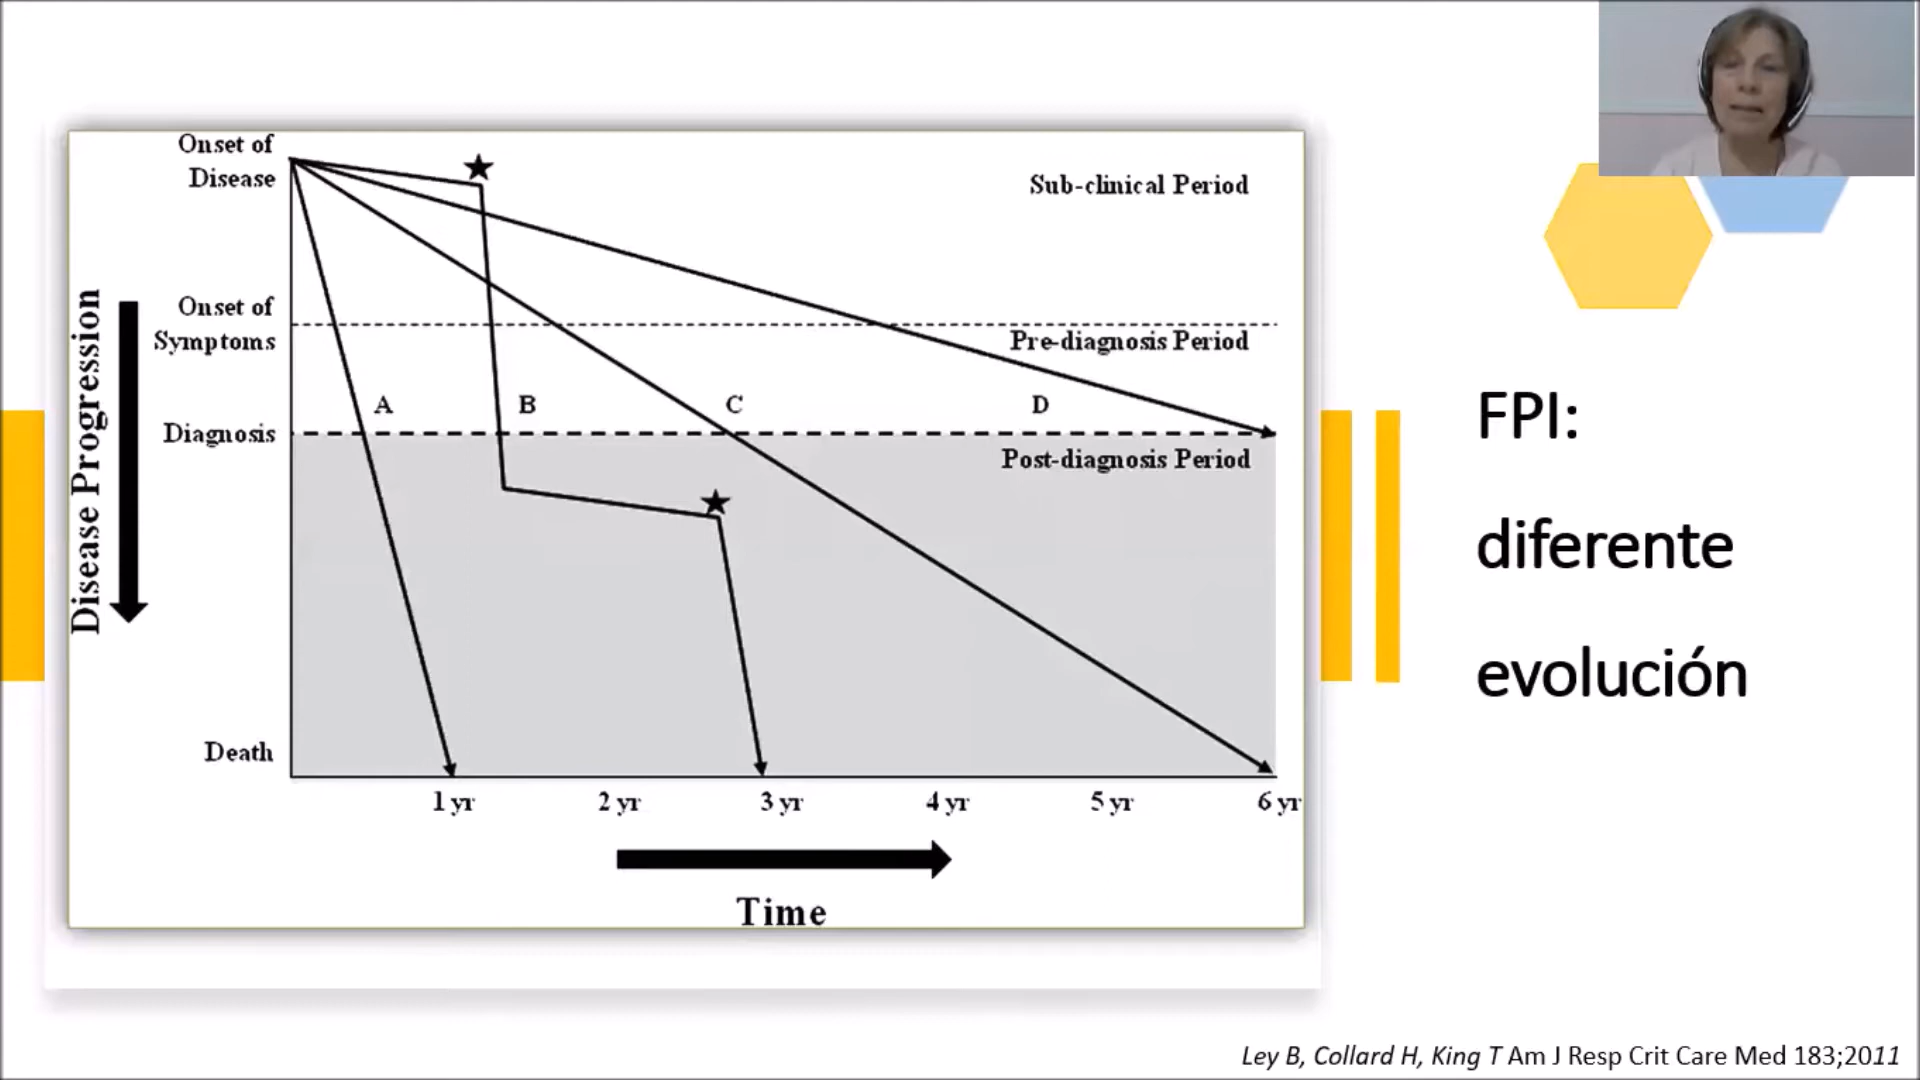 Onset of
Disease
Sub-clinical Period
Onset of
Symptoms
Pre-diagnosis Period
Disease Progression
A B C D
Diagnosis
Post-diagnosis Period
Death
1 yr 2 yr 3 yr 4 yr 5 yr 6 yr
Time
FPI:
diferente
evolución
Ley B, Collard H, King T Am J Resp Crit Care Med 183;2011